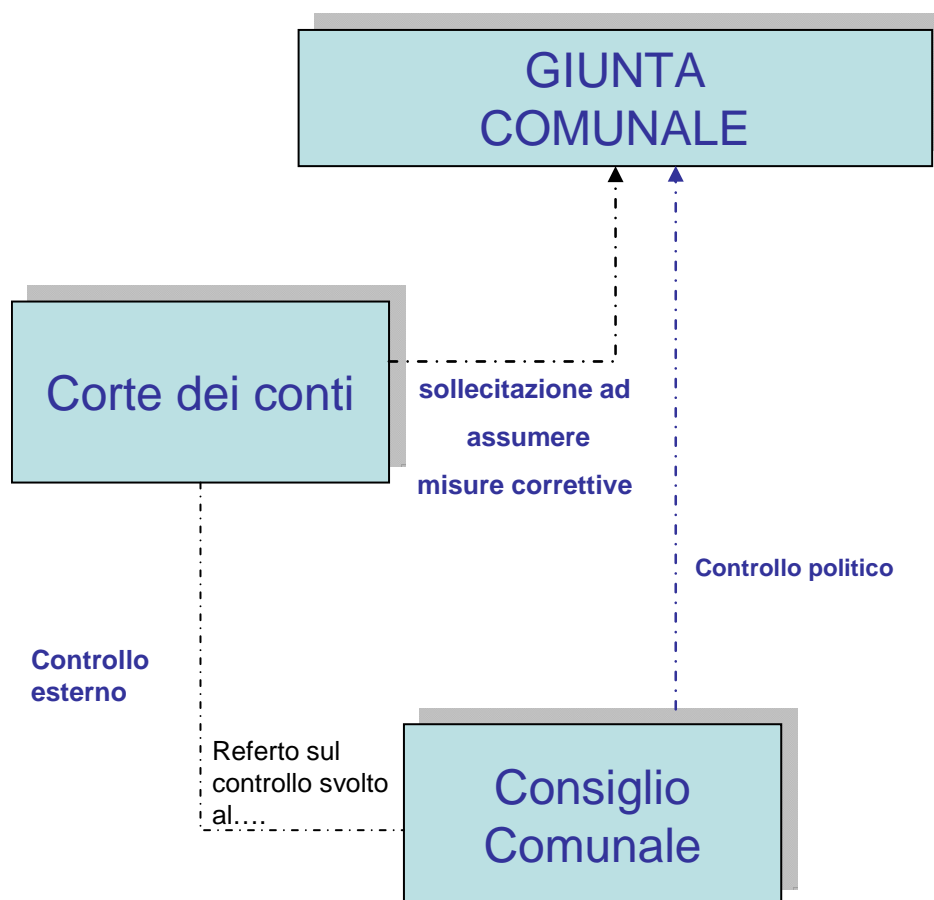 GIUNTA
COMUNALE
Corte dei conti
sollecitazione ad
assumere
misure correttive
Controllo politico
Controllo
esterno
Referto sul
controllo svolto
al….
Consiglio
Comunale